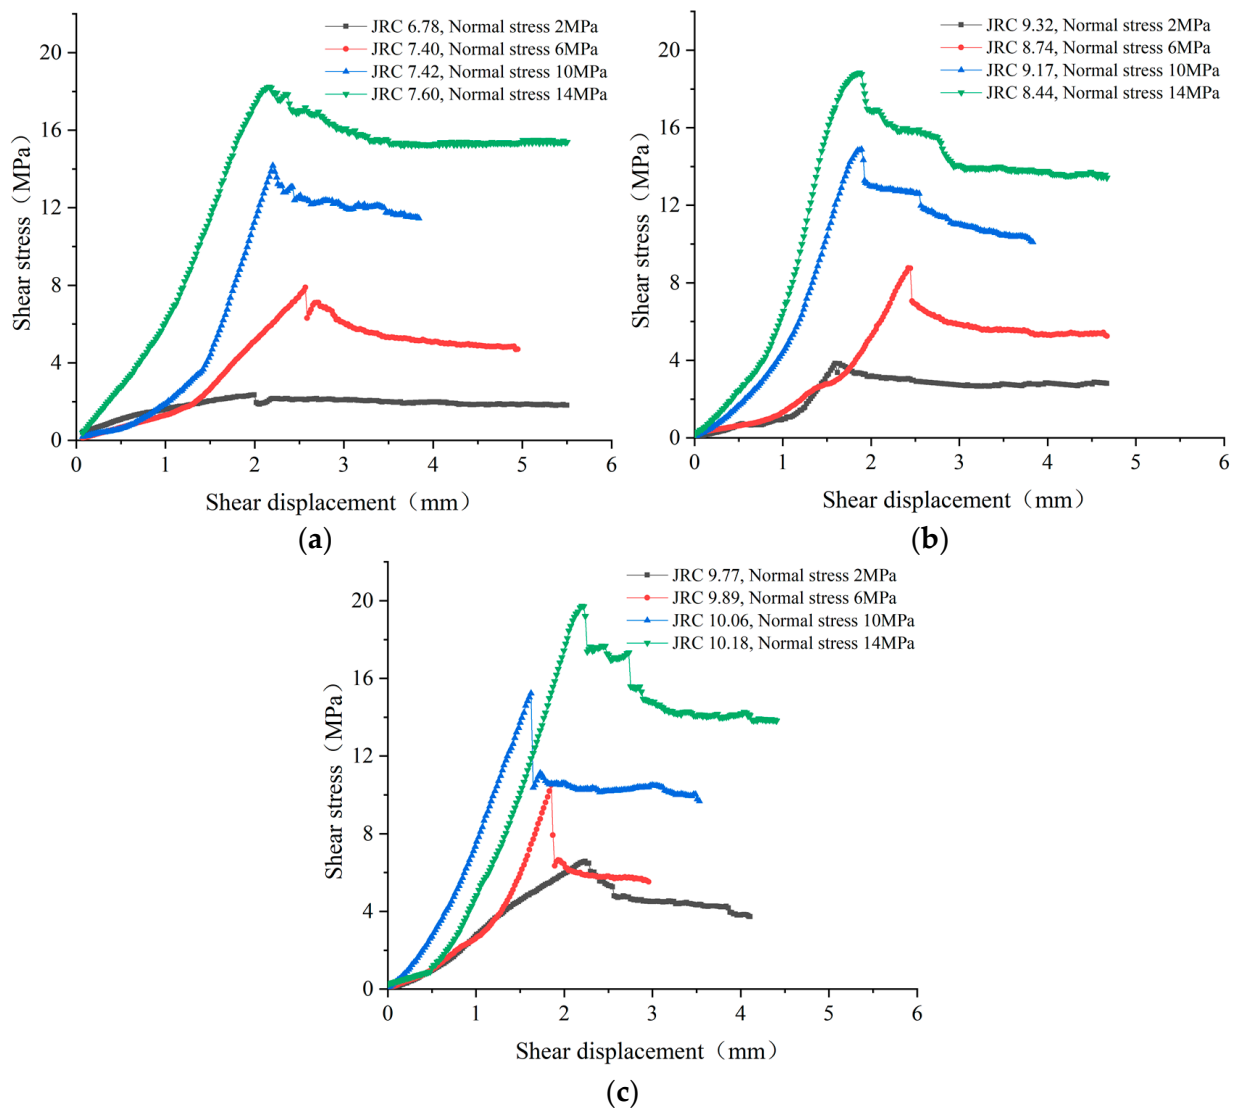 JRC 6.78, Normal stress 2MPa
JRC 7.40, Normal stress 6MPa
JRC 7.42, Normal stress 10MPa
JRC 7.60, Normal stress 14MPa
20
16
12
8
4
0
Shear stress（MPa）
0
1
2
3
4
5
6
Shear displacement（mm）
(a)
JRC 9.32, Normal stress 2MPa
JRC 8.74, Normal stress 6MPa
JRC 9.17, Normal stress 10MPa
JRC 8.44, Normal stress 14MPa
20
16
12
8
4
0
Shear stress（MPa）
0
1
2
3
4
5
6
Shear displacement（mm）
(b)
JRC 9.77, Normal stress 2MPa
JRC 9.89, Normal stress 6MPa
JRC 10.06, Normal stress 10MPa
JRC 10.18, Normal stress 14MPa
20
16
12
8
4
0
Shear stress（MPa）
0
1
2
3
4
5
6
Shear displacement（mm）
(c)